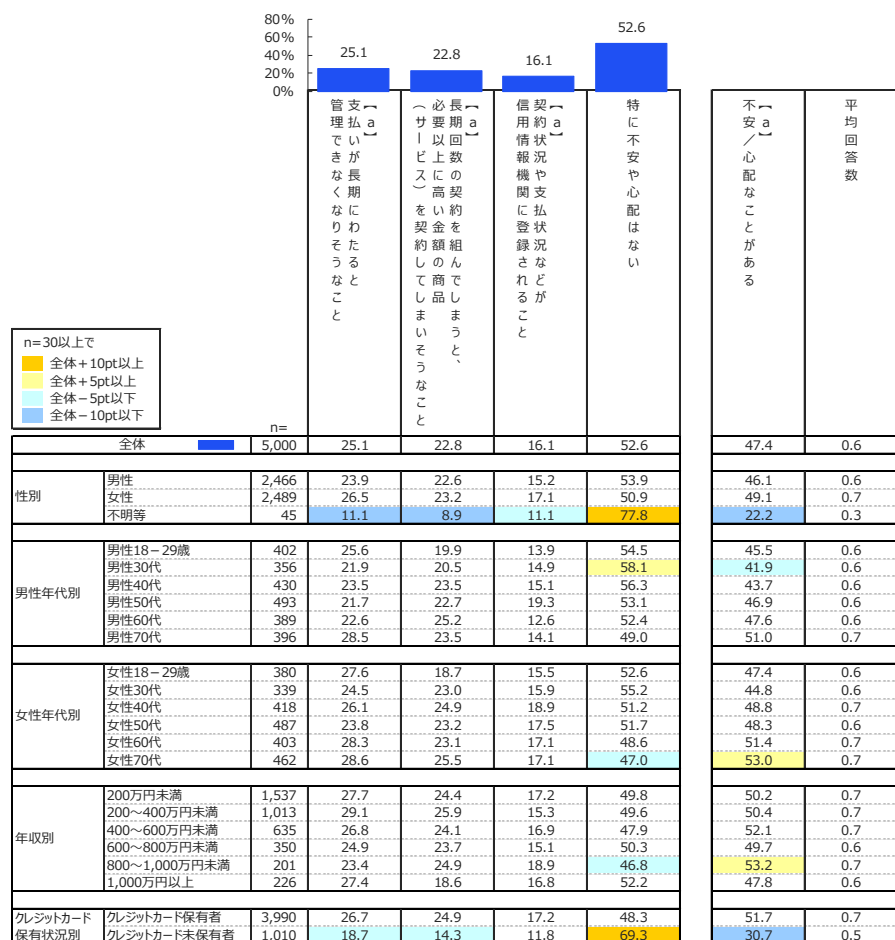 80%
60%
40%
20%
0%
25.1 22.8 16.1 52.6
【a】
支払いが長期にわたると
管理できなくなりそうなこと
【a】
長期回数の契約を組んでしまうと、
必要以上に高い金額の商品
（サービス）を契約してしまいそうなこと
【a】
契約状況や支払状況などが
信用情報機関に登録されること
特に不安や心配はない
【a】
不安／心配なことがある
平均回答数
n=30以上で
全体＋10pt以上
全体＋5pt以上
全体－5pt以下
全体－10pt以下
n=
全体 5,000 25.1 22.8 16.1 52.6 47.4 0.6
性別
男性 2,466 23.9 22.6 15.2 53.9 46.1 0.6
女性 2,489 26.5 23.2 17.1 50.9 49.1 0.7
不明等 45 11.1 8.9 11.1 77.8 22.2 0.3
男性年代別
男性18－29歳 402 25.6 19.9 13.9 54.5 45.5 0.6
男性30代 356 21.9 20.5 14.9 58.1 41.9 0.6
男性40代 430 23.5 23.5 15.1 56.3 43.7 0.6
男性50代 493 21.7 22.7 19.3 53.1 46.9 0.6
男性60代 389 22.6 25.2 12.6 52.4 47.6 0.6
男性70代 396 28.5 23.5 14.1 49.0 51.0 0.7
女性年代別
女性18－29歳 380 27.6 18.7 15.5 52.6 47.4 0.6
女性30代 339 24.5 23.0 15.9 55.2 44.8 0.6
女性40代 418 26.1 24.9 18.9 51.2 48.8 0.7
女性50代 487 23.8 23.2 17.5 51.7 48.3 0.6
女性60代 403 28.3 23.1 17.1 48.6 51.4 0.7
女性70代 462 28.6 25.5 17.1 47.0 53.0 0.7
年収別
200万円未満 1,537 27.7 24.4 17.2 49.8 50.2 0.7
200～400万円未満 1,013 29.1 25.9 15.3 49.6 50.4 0.7
400～600万円未満 635 26.8 24.1 16.9 47.9 52.1 0.7
600～800万円未満 350 24.9 23.7 15.1 50.3 49.7 0.6
800～1,000万円未満 201 23.4 24.9 18.9 46.8 53.2 0.7
1,000万円以上 226 27.4 18.6 16.8 52.2 47.8 0.6
クレジットカード
保有状況別
クレジットカード保有者 3,990 26.7 24.9 17.2 48.3 51.7 0.7
クレジットカード未保有者 1,010 18.7 14.3 11.8 69.3 30.7 0.5